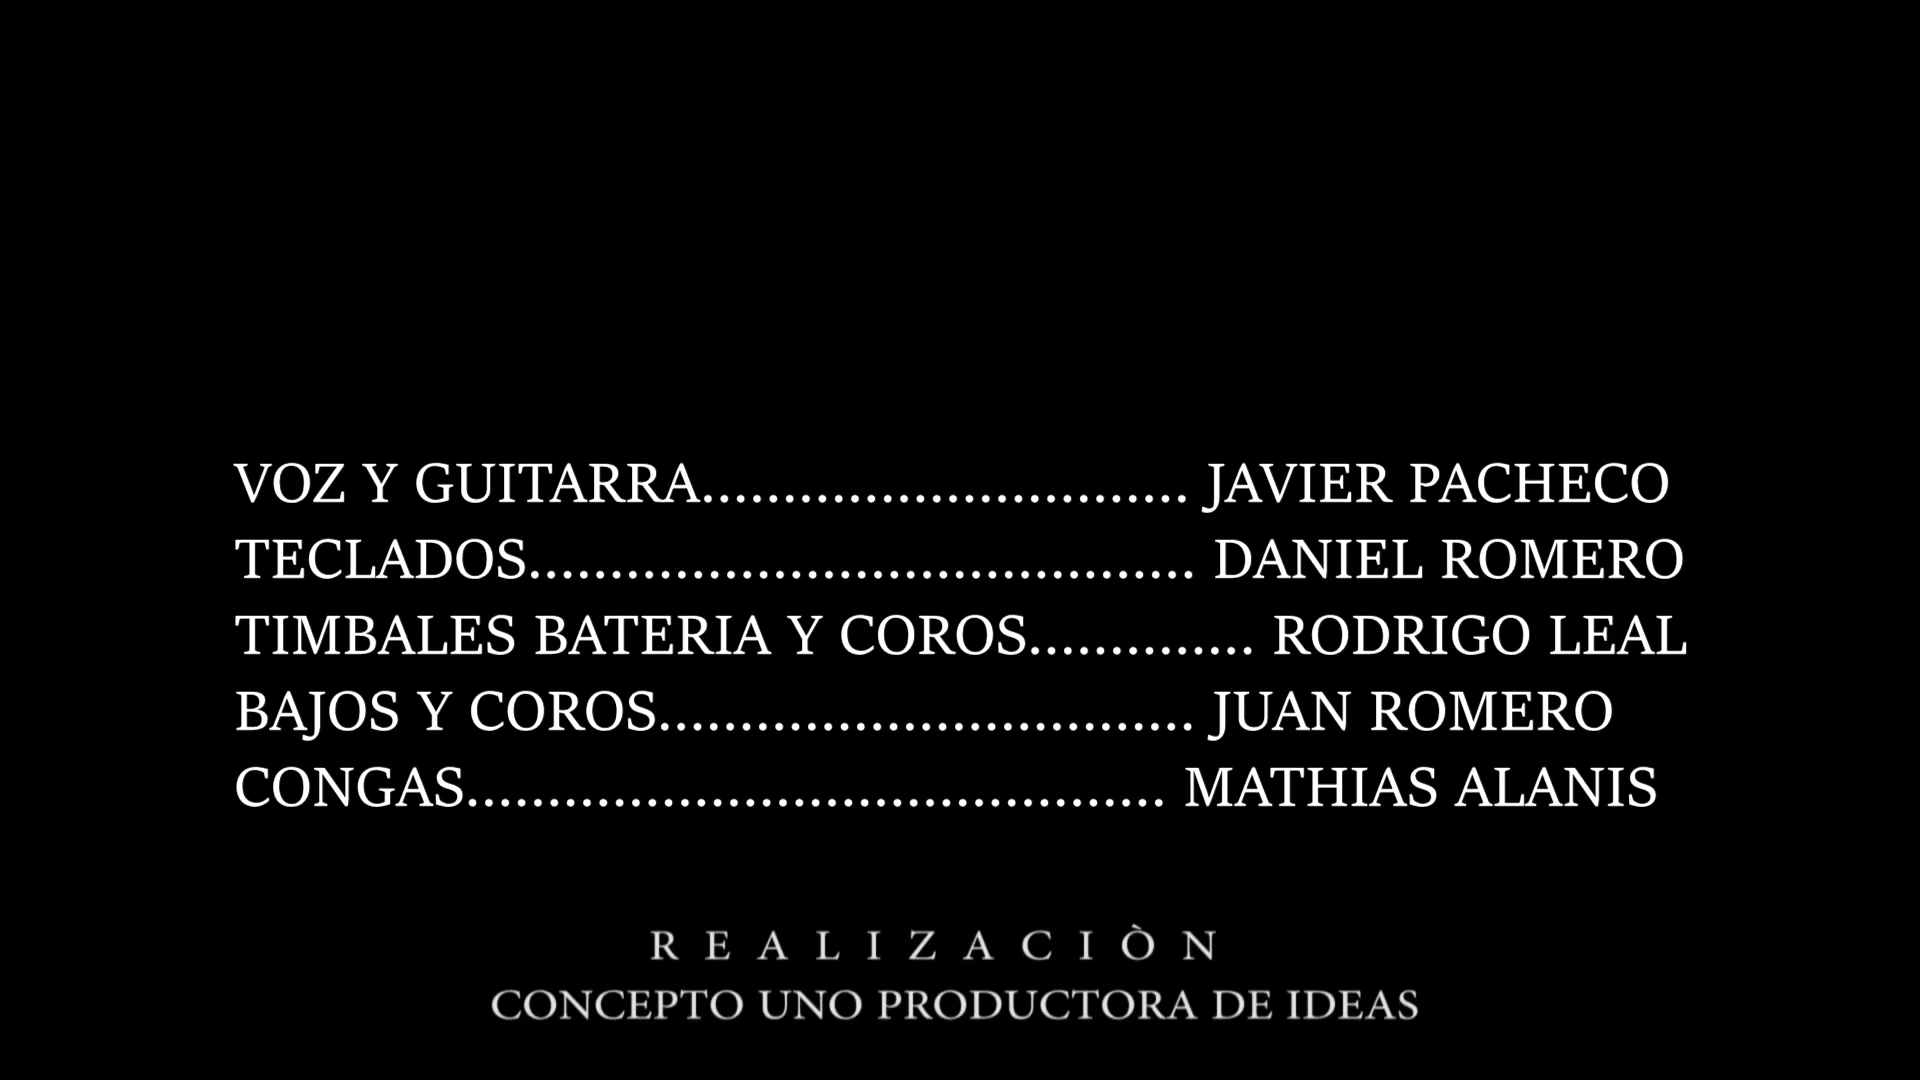 VOZ Y GUITARRA.............................. JAVIER PACHECO
TECLADOS......................................... DANIEL ROMERO
TIMBALES BATERIA Y COROS.............. RODRIGO LEAL
BAJOS Y COROS................................. JUAN ROMERO
CONGAS........................................... MATHIAS ALANIS
REALIZACIÒN
CONCEPTO UNO PRODUCTORA DE IDEAS